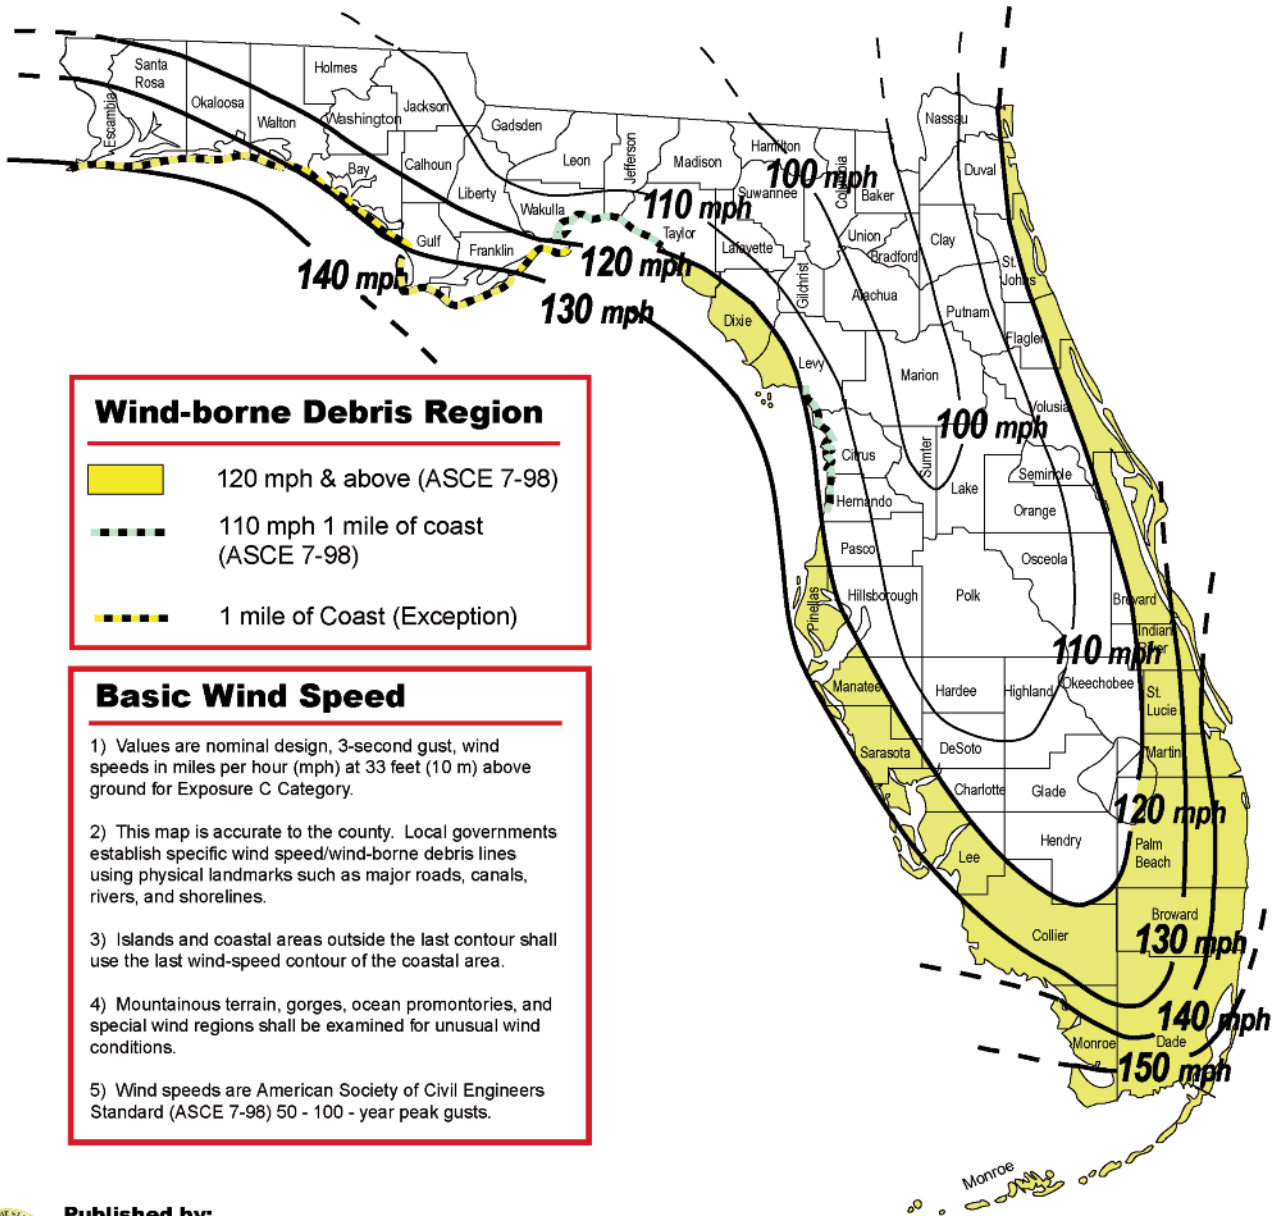 Santa
Rosa
Holmes
Okaloosa
Escambia
Walton
Washington
Jackson
Bay
Calhoun
Gadsden
Liberty
Leon
Jefferson
Wakulla
Gulf
Franklin
Madison
Taylor
Hamilton
Suwannee
Lafayette
Columbia
Baker
Nassau
Duval
Union
Bradford
Clay
St.
Johns
Gilchrist
Alachua
Putnam
Flagler
Dixie
Levy
Marion
Volusia
Citrus
Sumter
Lake
Seminole
Hernando
Orange
Pasco
Osceola
Pinellas
Hillsborough
Polk
Brevard
Indian
River
Manatee
Hardee
Highland
Okeechobee
St.
Lucie
Sarasota
DeSoto
Martin
Charlotte
Glade
Hendry
Palm
Beach
Lee
Collier
Broward
Monroe
Dade
Monroe
100 mph
110 mph
120 mph
130 mph
140 mph
100 mph
110 mph
120 mph
130 mph
140 mph
150 mph
Wind-borne Debris Region
120 mph & above (ASCE 7-98)
110 mph 1 mile of coast
(ASCE 7-98)
1 mile of Coast (Exception)
Basic Wind Speed
1) Values are nominal design, 3-second gust, wind
speeds in miles per hour (mph) at 33 feet (10 m) above
ground for Exposure C Category.
2) This map is accurate to the county. Local governments
establish specific wind speed/wind-borne debris lines
using physical landmarks such as major roads, canals,
rivers, and shorelines.
3) Islands and coastal areas outside the last contour shall
use the last wind-speed contour of the coastal area.
4) Mountainous terrain, gorges, ocean promontories, and
special wind regions shall be examined for unusual wind
conditions.
5) Wind speeds are American Society of Civil Engineers
Standard (ASCE 7-98) 50 - 100 - year peak gusts.
Published by: